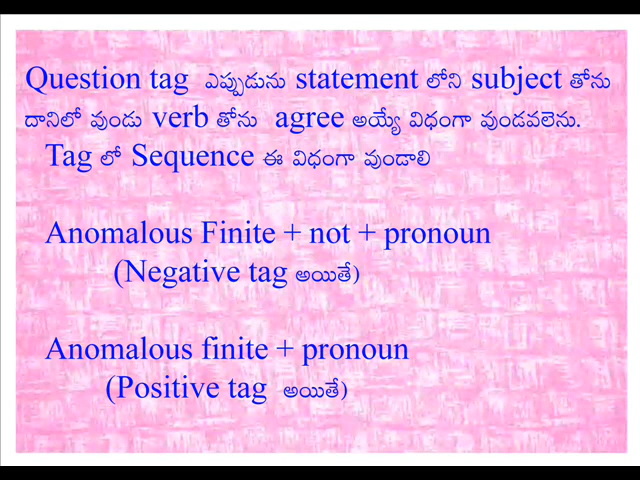 Question tag ఎప్పుడును statement లోని subject తోను
దానిలో వుండు verb తోను agree అయ్యే విధంగా వుండవలెను.
Tag లో Sequence ఈ విధంగా వుండాలి
Anomalous Finite + not + pronoun
(Negative tag అయితే)
Anomalous finite + pronoun
(Positive tag అయితే)